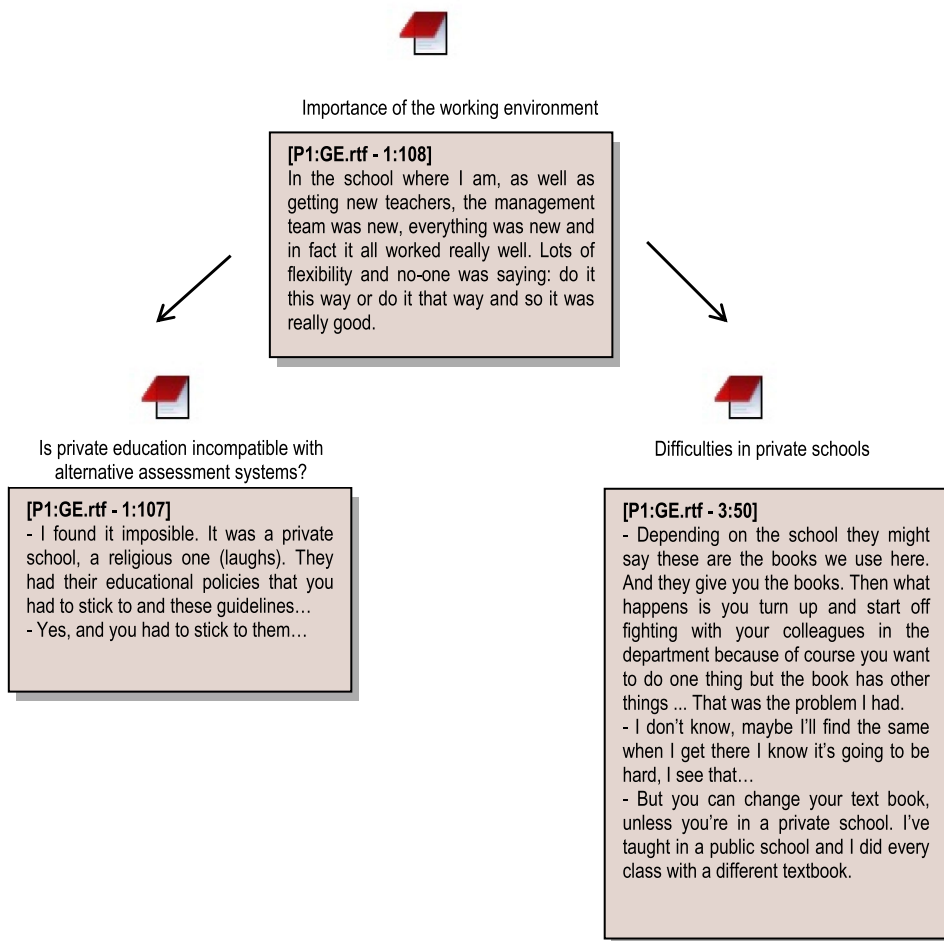 Importance of the working environment
[P1:GE.rtf - 1:108]
In the school where I am, as well as
getting new teachers, the management
team was new, everything was new and
in fact it all worked really well. Lots of
flexibility and no-one was saying: do it
this way or do it that way and so it was
really good.
Is private education incompatible with
alternative assessment systems?
[P1:GE.rtf - 1:107]
- I found it imposible. It was a private
school, a religious one (laughs). They
had their educational policies that you
had to stick to and these guidelines…
- Yes, and you had to stick to them…
Difficulties in private schools
[P1:GE.rtf - 3:50]
- Depending on the school they might
say these are the books we use here.
And they give you the books. Then what
happens is you turn up and start off
fighting with your colleagues in the
department because of course you want
to do one thing but the book has other
things ... That was the problem I had.
- I don’t know, maybe I’ll find the same
when I get there I know it’s going to be
hard, I see that…
- But you can change your text book,
unless you’re in a private school. I’ve
taught in a public school and I did every
class with a different textbook.